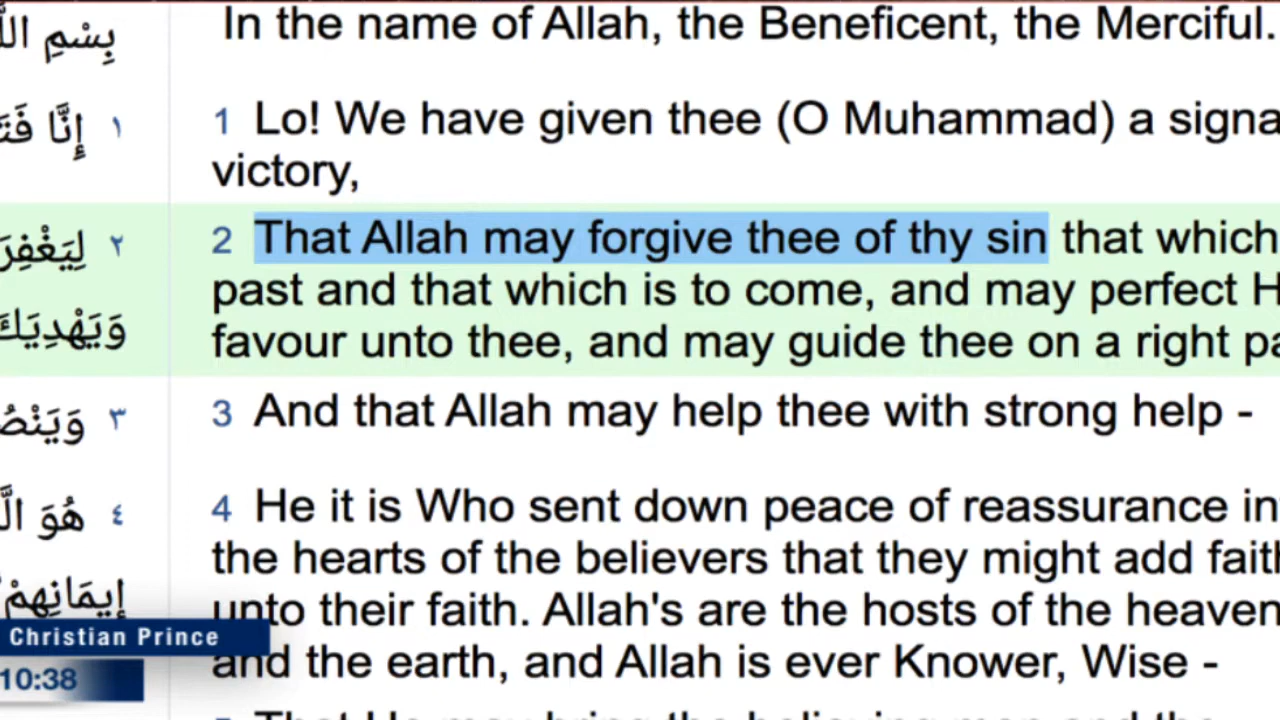 بِسْمِ
In the name of Allah, the Beneficent, the Merciful.
١ إِنَّا
1 Lo! We have given thee (O Muhammad) a signa
victory,
٢ لِيَغْفِرَ
2 That Allah may forgive thee of thy sin that which
past and that which is to come, and may perfect H
وَيَهْدِيَكَ
favour unto thee, and may guide thee on a right pa
٣
3 And that Allah may help thee with strong help -
٤ هُوَ
4 He it is Who sent down peace of reassurance in
the hearts of the believers that they might add fait
إِيمَانِهِمْ
unto their faith. Allah's are the hosts of the heaven
and the earth, and Allah is ever Knower, Wise -
Christian Prince
10:38